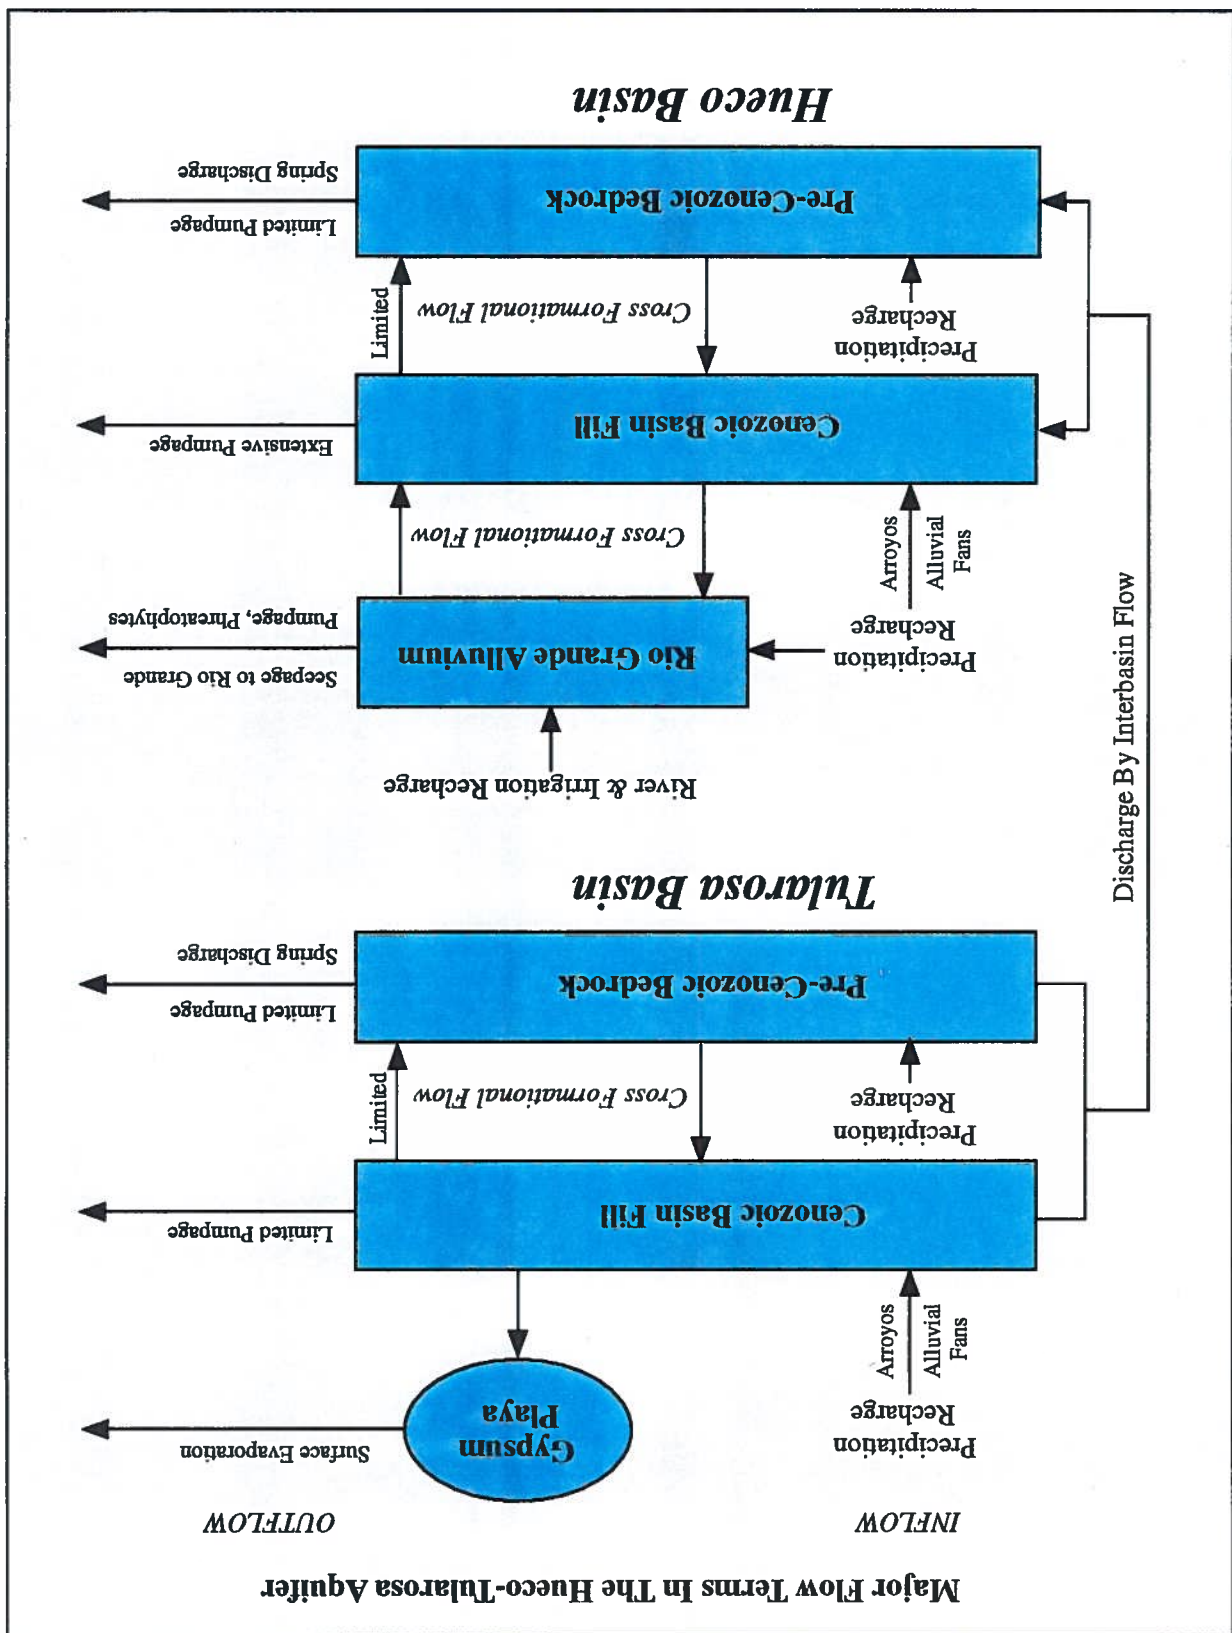 Major Flow Terms In The Hueco-Tularosa Aquifer
INFLOW
OUTFLOW
Precipitation
Recharge
Arroyos
Alluvial
Fans
Gypsum
Playa
Surface Evaporation
Cenozoic Basin Fill
Limited Pumpage
Precipitation
Recharge
Cross Formational Flow
Limited
Pre-Cenozoic Bedrock
Limited Pumpage
Spring Discharge
Tularosa Basin
Discharge By Interbasin Flow
River & Irrigation Recharge
Precipitation
Recharge
Rio Grande Alluvium
Seepage to Rio Grande
Pumpage, Phreatophytes
Arroyos
Alluvial
Fans
Cross Formational Flow
Cenozoic Basin Fill
Extensive Pumpage
Precipitation
Recharge
Cross Formational Flow
Limited
Pre-Cenozoic Bedrock
Limited Pumpage
Spring Discharge
Hueco Basin